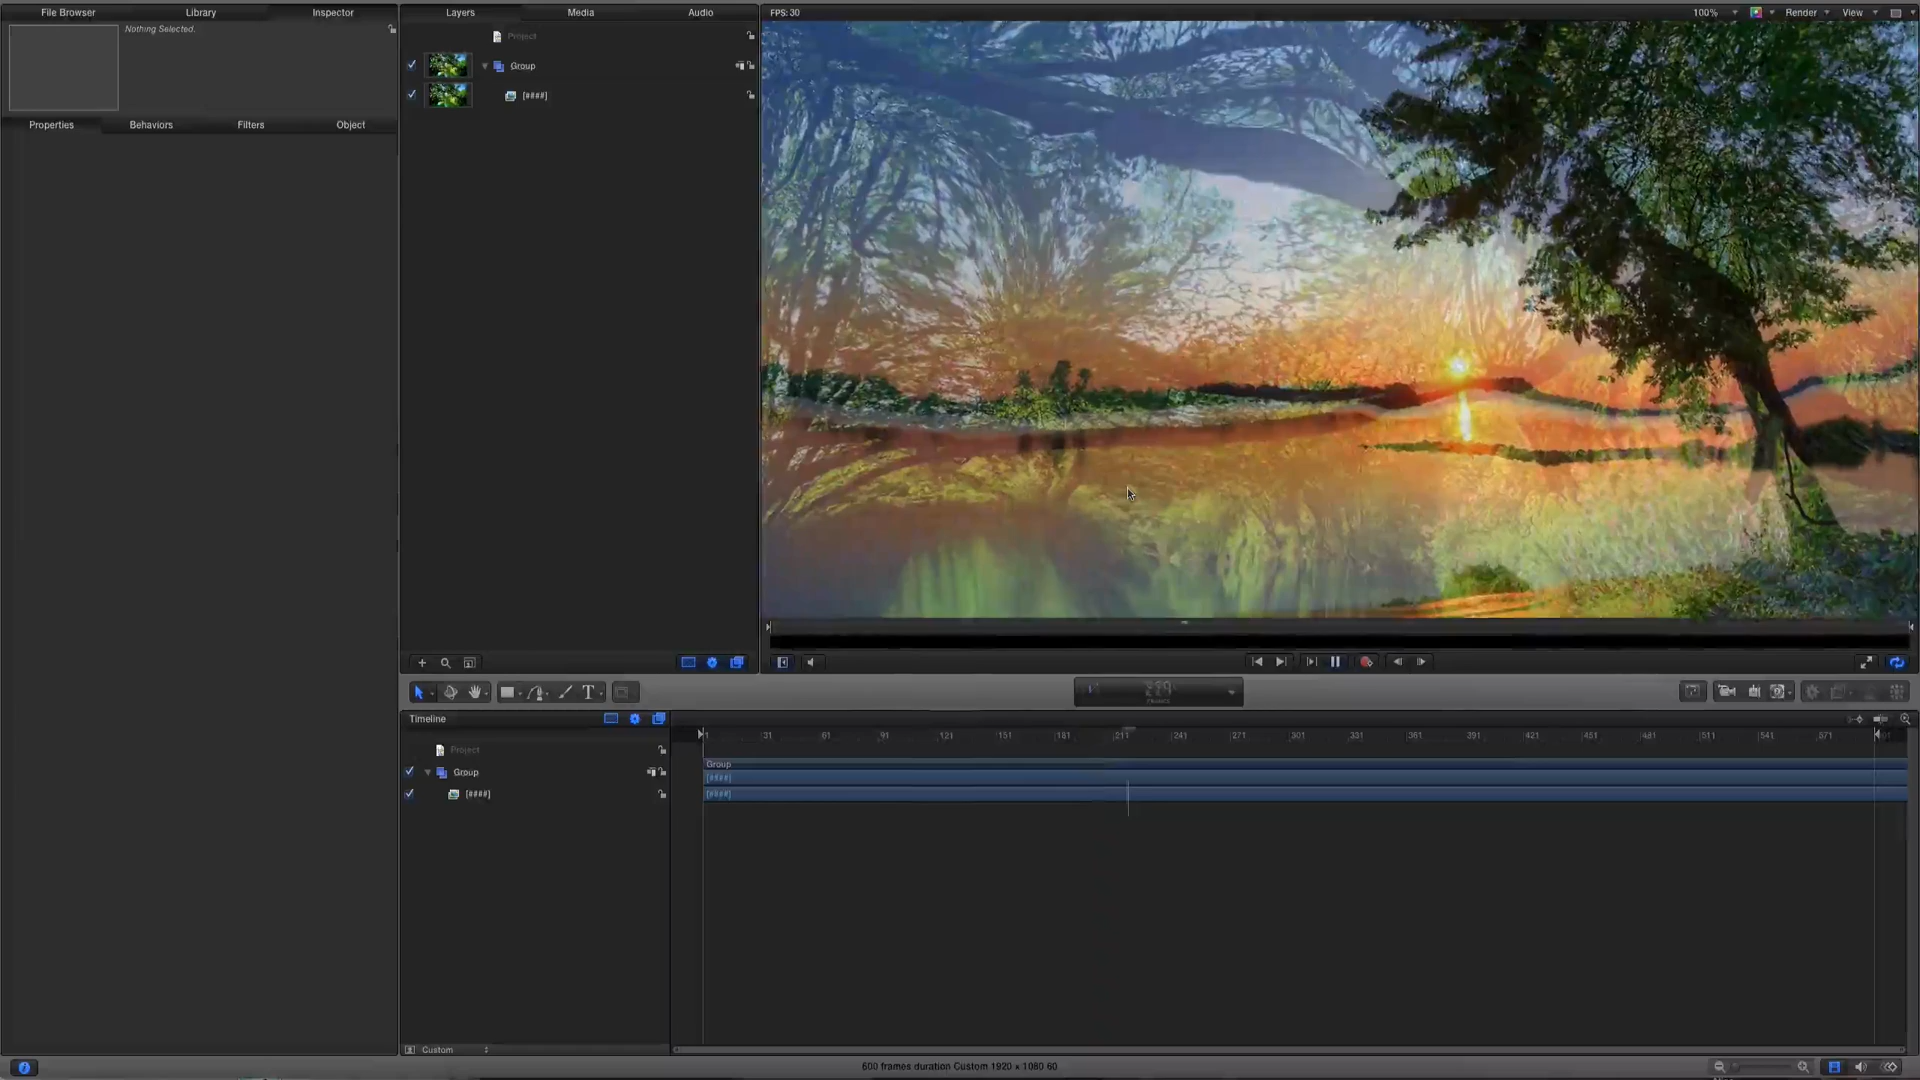 File Browser Library Inspector
Nothing Selected.
Properties Behaviors Filters Object
Layers Media Audio
Project
Group
[####]
FPS: 30
100% Render View
T
FRAMES
Timeline
Project
Group
[####]
1 31 61 91 121 151 181 211 241 271 301 331 361 391 421 451 481 511 541 571
Group
[####]
[####]
Custom
600 frames duration Custom 1920 x 1080 60